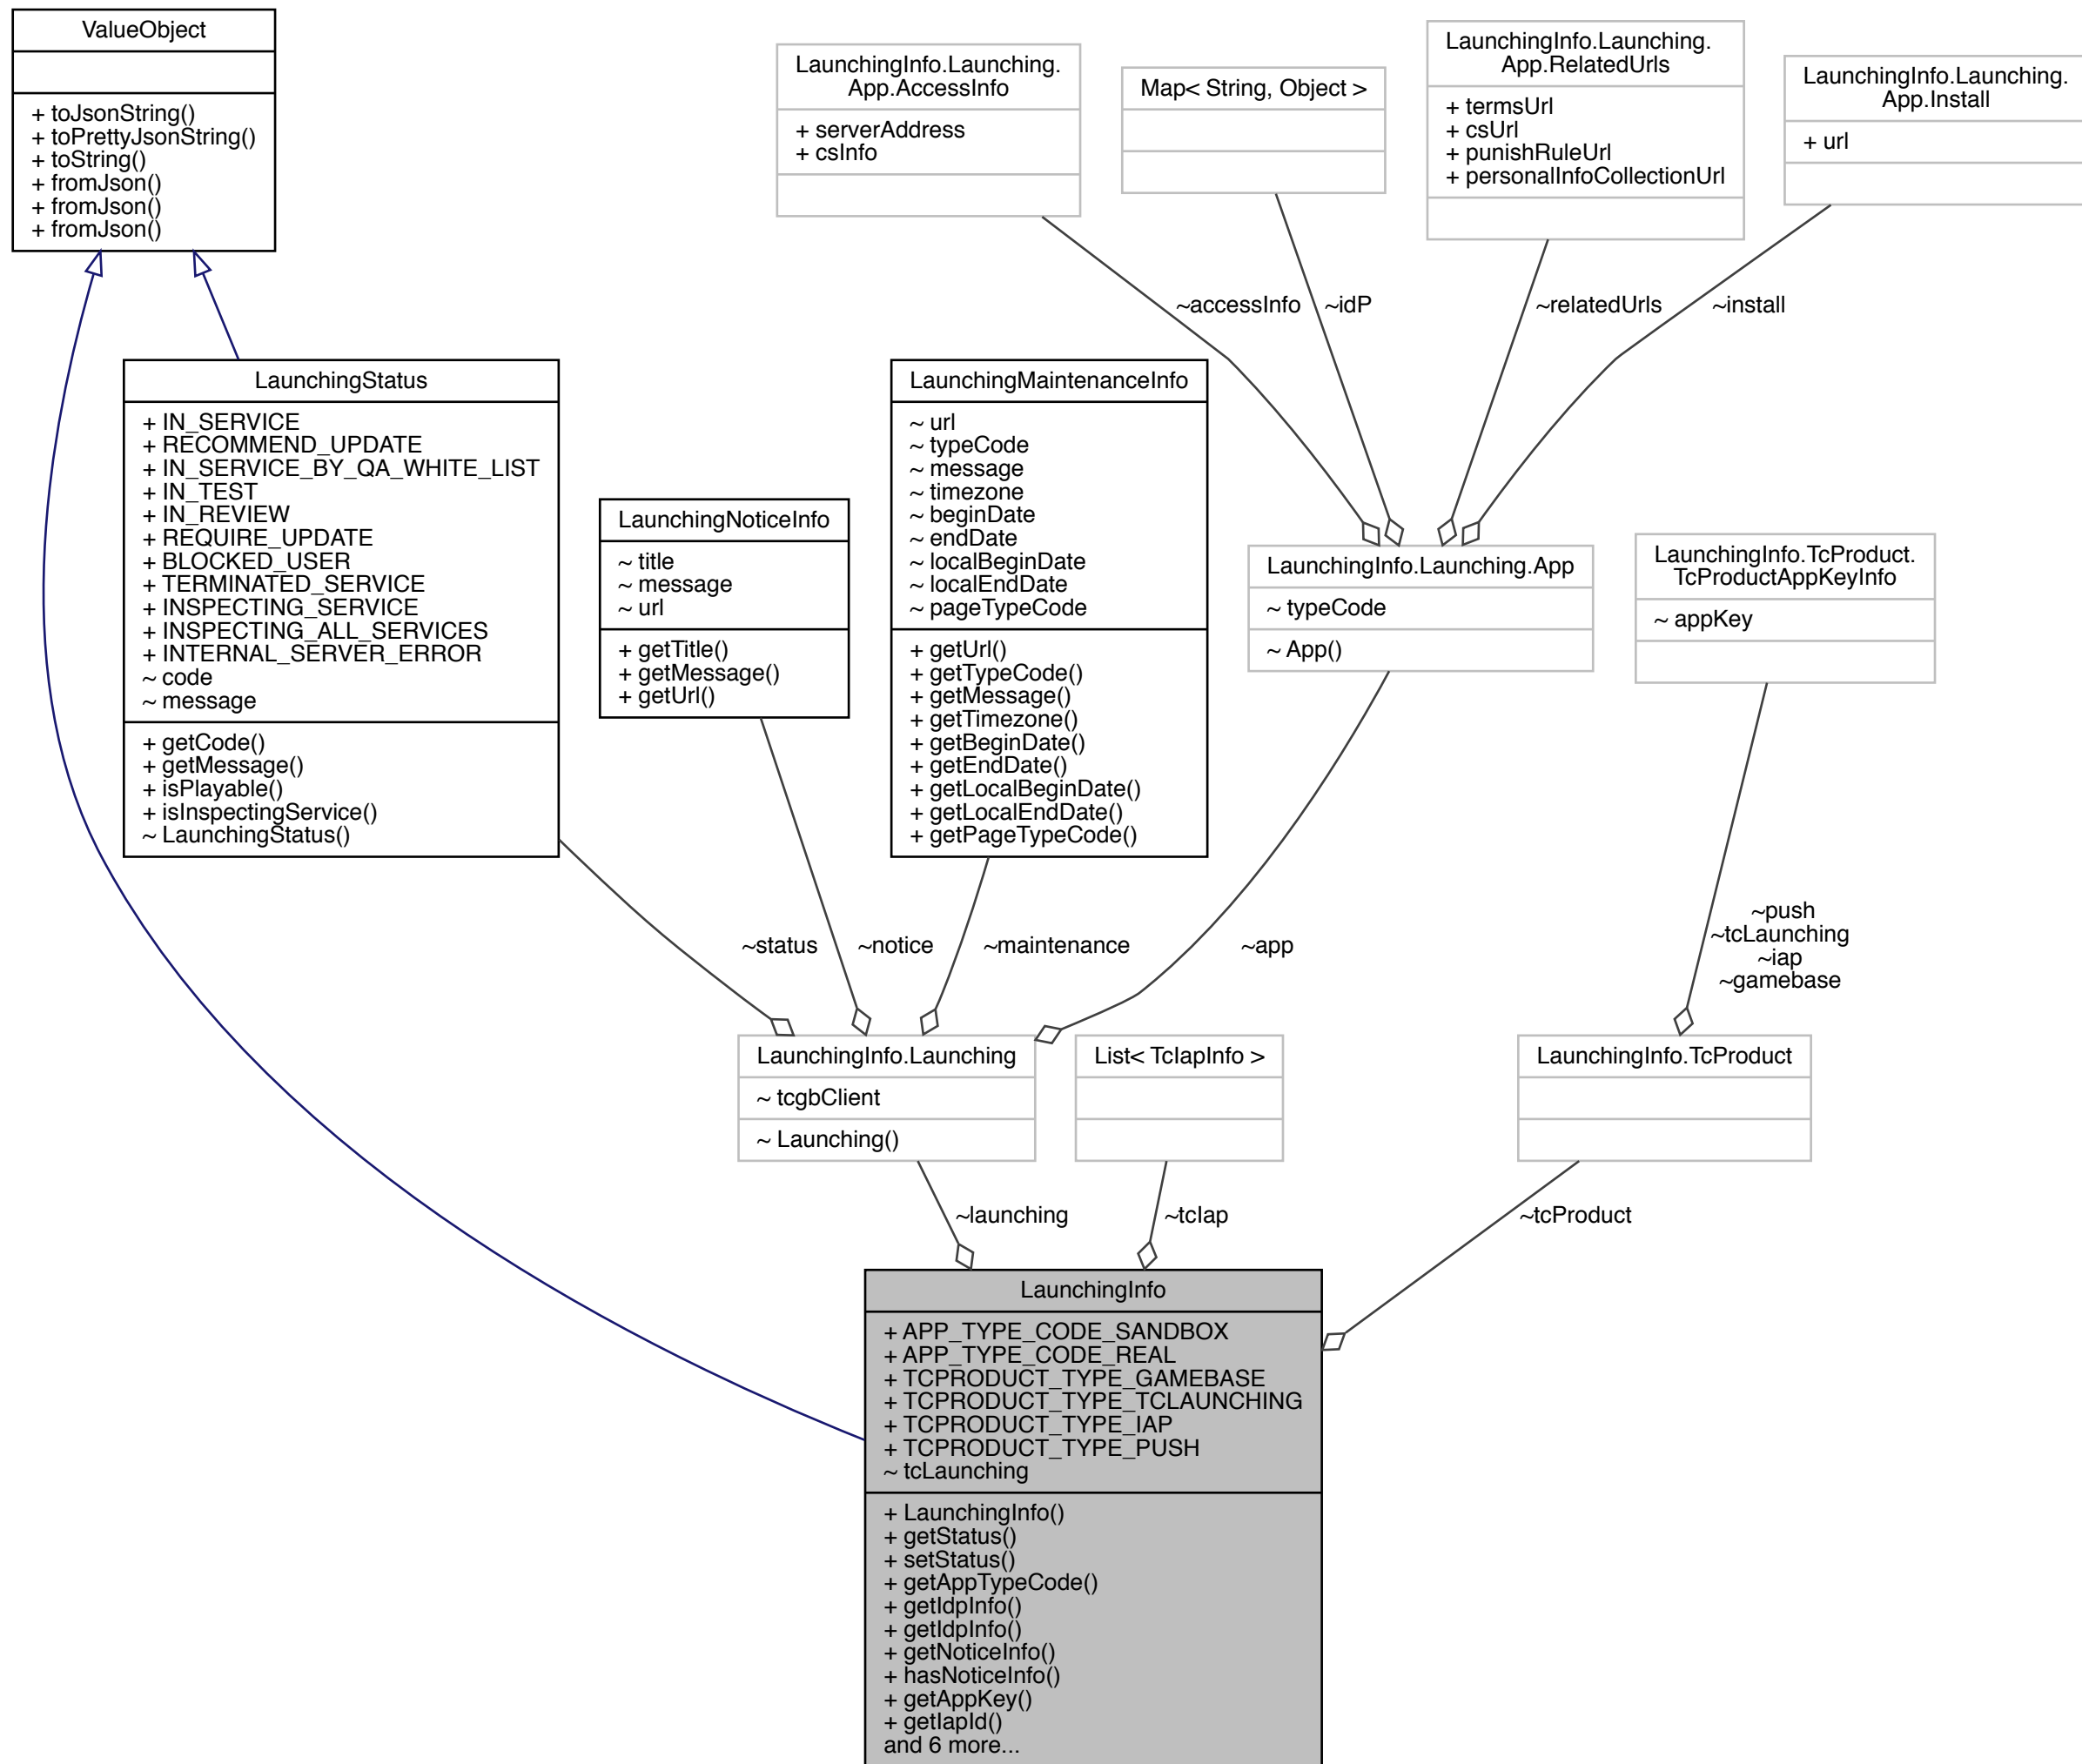 ValueObject
+ toJsonString()
+ toPrettyJsonString()
+ toString()
+ fromJson()
+ fromJson()
+ fromJson()
LaunchingInfo.Launching.
App.AccessInfo
+ serverAddress
+ csInfo
Map< String, Object >
LaunchingInfo.Launching.
App.RelatedUrls
+ termsUrl
+ csUrl
+ punishRuleUrl
+ personalInfoCollectionUrl
LaunchingInfo.Launching.
App.Install
+ url
~accessInfo
~idP
~relatedUrls
~install
LaunchingStatus
+ IN_SERVICE
+ RECOMMEND_UPDATE
+ IN_SERVICE_BY_QA_WHITE_LIST
+ IN_TEST
+ IN_REVIEW
+ REQUIRE_UPDATE
+ BLOCKED_USER
+ TERMINATED_SERVICE
+ INSPECTING_SERVICE
+ INSPECTING_ALL_SERVICES
+ INTERNAL_SERVER_ERROR
~ code
~ message
+ getCode()
+ getMessage()
+ isPlayable()
+ isInspectingService()
~ LaunchingStatus()
LaunchingNoticeInfo
~ title
~ message
~ url
+ getTitle()
+ getMessage()
+ getUrl()
LaunchingMaintenanceInfo
~ url
~ typeCode
~ message
~ timezone
~ beginDate
~ endDate
~ localBeginDate
~ localEndDate
~ pageTypeCode
+ getUrl()
+ getTypeCode()
+ getMessage()
+ getTimezone()
+ getBeginDate()
+ getEndDate()
+ getLocalBeginDate()
+ getLocalEndDate()
+ getPageTypeCode()
LaunchingInfo.Launching.App
~ typeCode
~ App()
LaunchingInfo.TcProduct.
TcProductAppKeyInfo
~ appKey
~status
~notice
~maintenance
~app
~push
~tcLaunching
~iap
~gamebase
LaunchingInfo.Launching
~ tcgbClient
~ Launching()
List< TcIapInfo >
LaunchingInfo.TcProduct
~launching
~tcIap
~tcProduct
LaunchingInfo
+ APP_TYPE_CODE_SANDBOX
+ APP_TYPE_CODE_REAL
+ TCPRODUCT_TYPE_GAMEBASE
+ TCPRODUCT_TYPE_TCLAUNCHING
+ TCPRODUCT_TYPE_IAP
+ TCPRODUCT_TYPE_PUSH
~ tcLaunching
+ LaunchingInfo()
+ getStatus()
+ setStatus()
+ getAppTypeCode()
+ getIdpInfo()
+ getIdpInfo()
+ getNoticeInfo()
+ hasNoticeInfo()
+ getAppKey()
+ getIapId()
and 6 more...